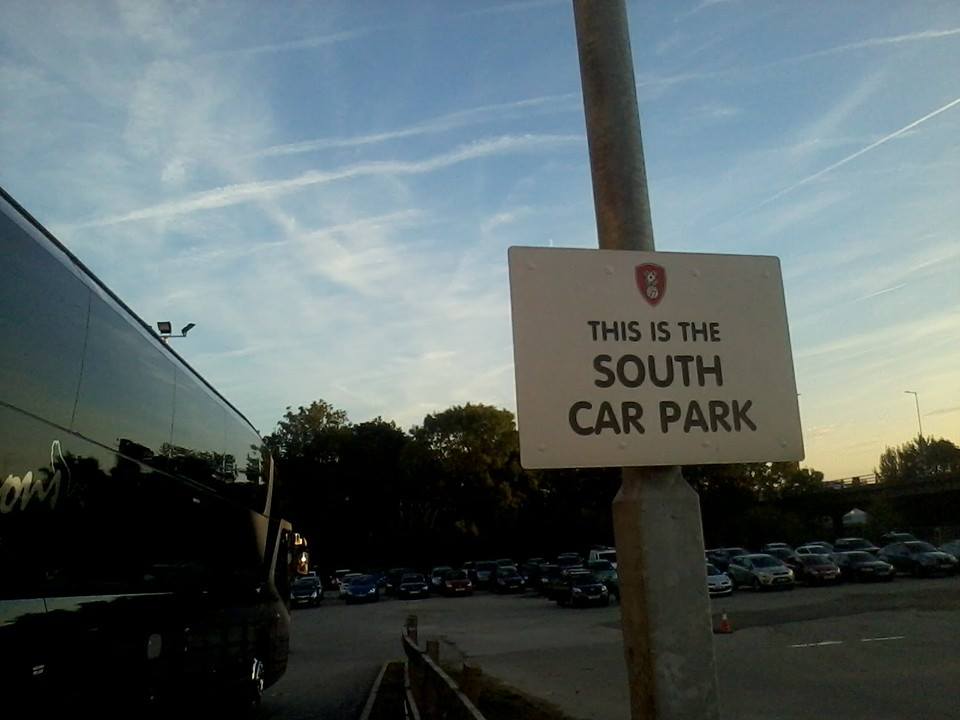 THIS IS THE
SOUTH
CAR PARK